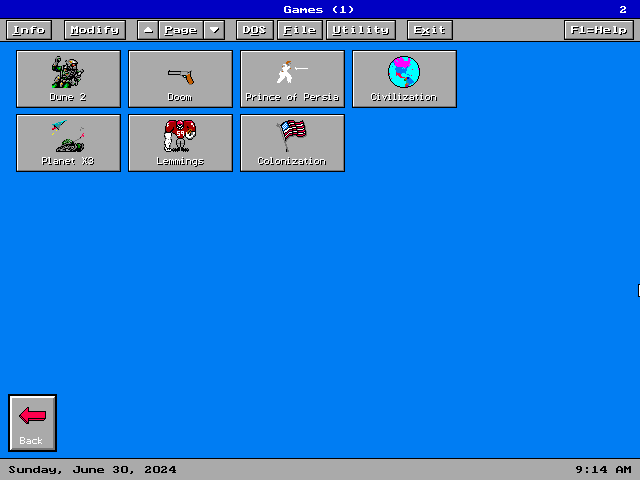 Games (1) 2
Info Modify Page DOS File Utility Exit F1=Help
Dune 2 Doom Prince of Persia Civilization
Planet X3 Lemmings Colonization
Back
Sunday, June 30, 2024 9:14 AM